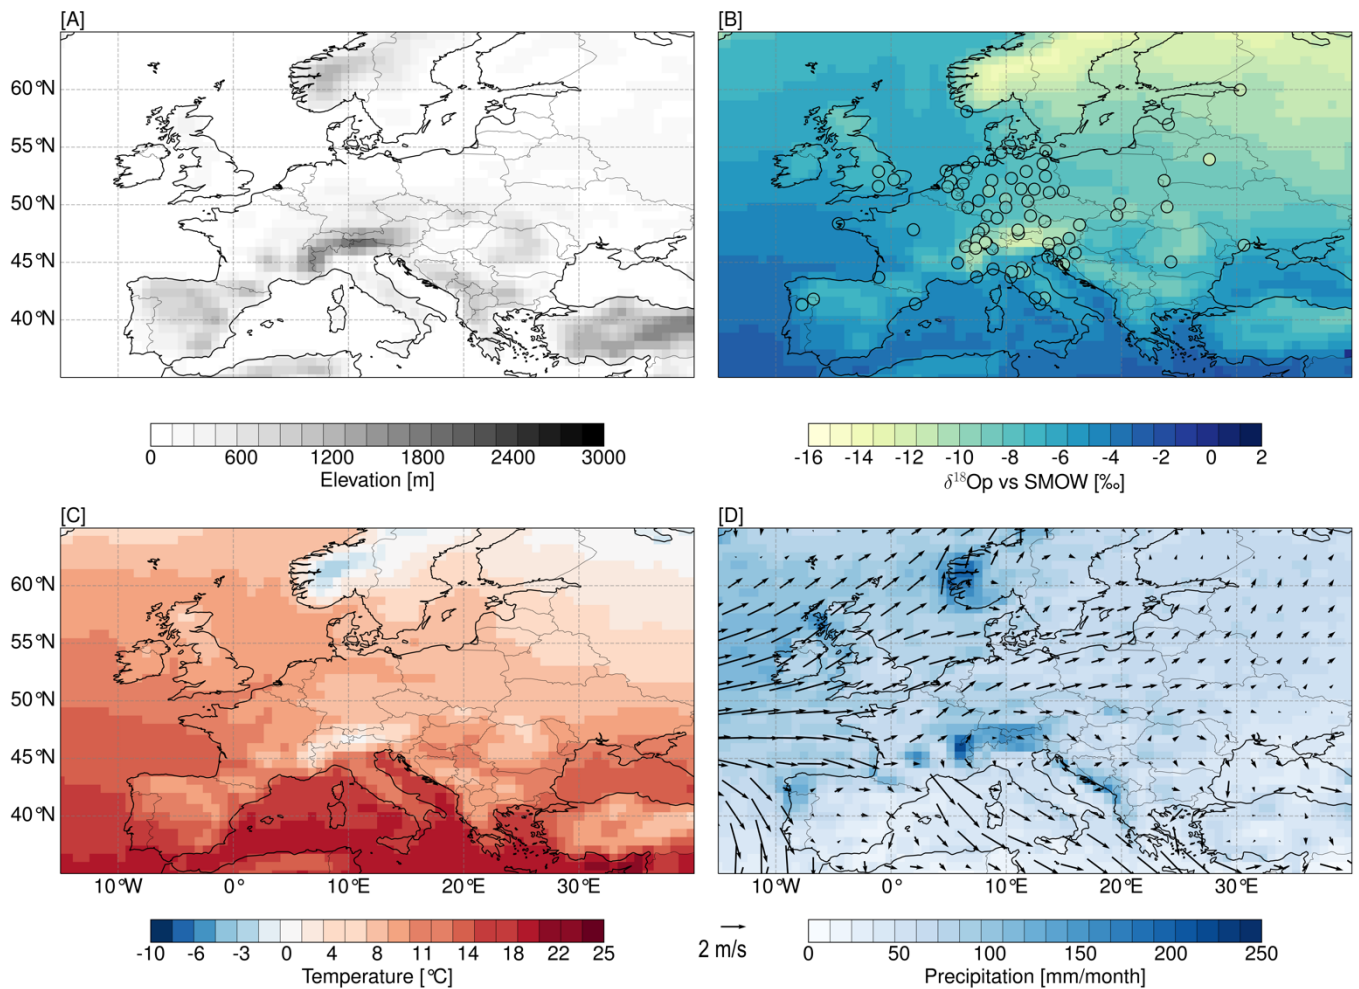 [A]
[B]
60°N
55°N
50°N
45°N
40°N
0 600 1200 1800 2400 3000
Elevation [m]
-16 -14 -12 -10 -8 -6 -4 -2 0 2
δ¹⁸Op vs SMOW [‰]
[C]
[D]
60°N
55°N
50°N
45°N
40°N
10°W 0° 10°E 20°E 30°E
10°W 0° 10°E 20°E 30°E
-10 -6 -3 0 4 8 11 14 18 22 25
Temperature [°C]
2 m/s
0 50 100 150 200 250
Precipitation [mm/month]